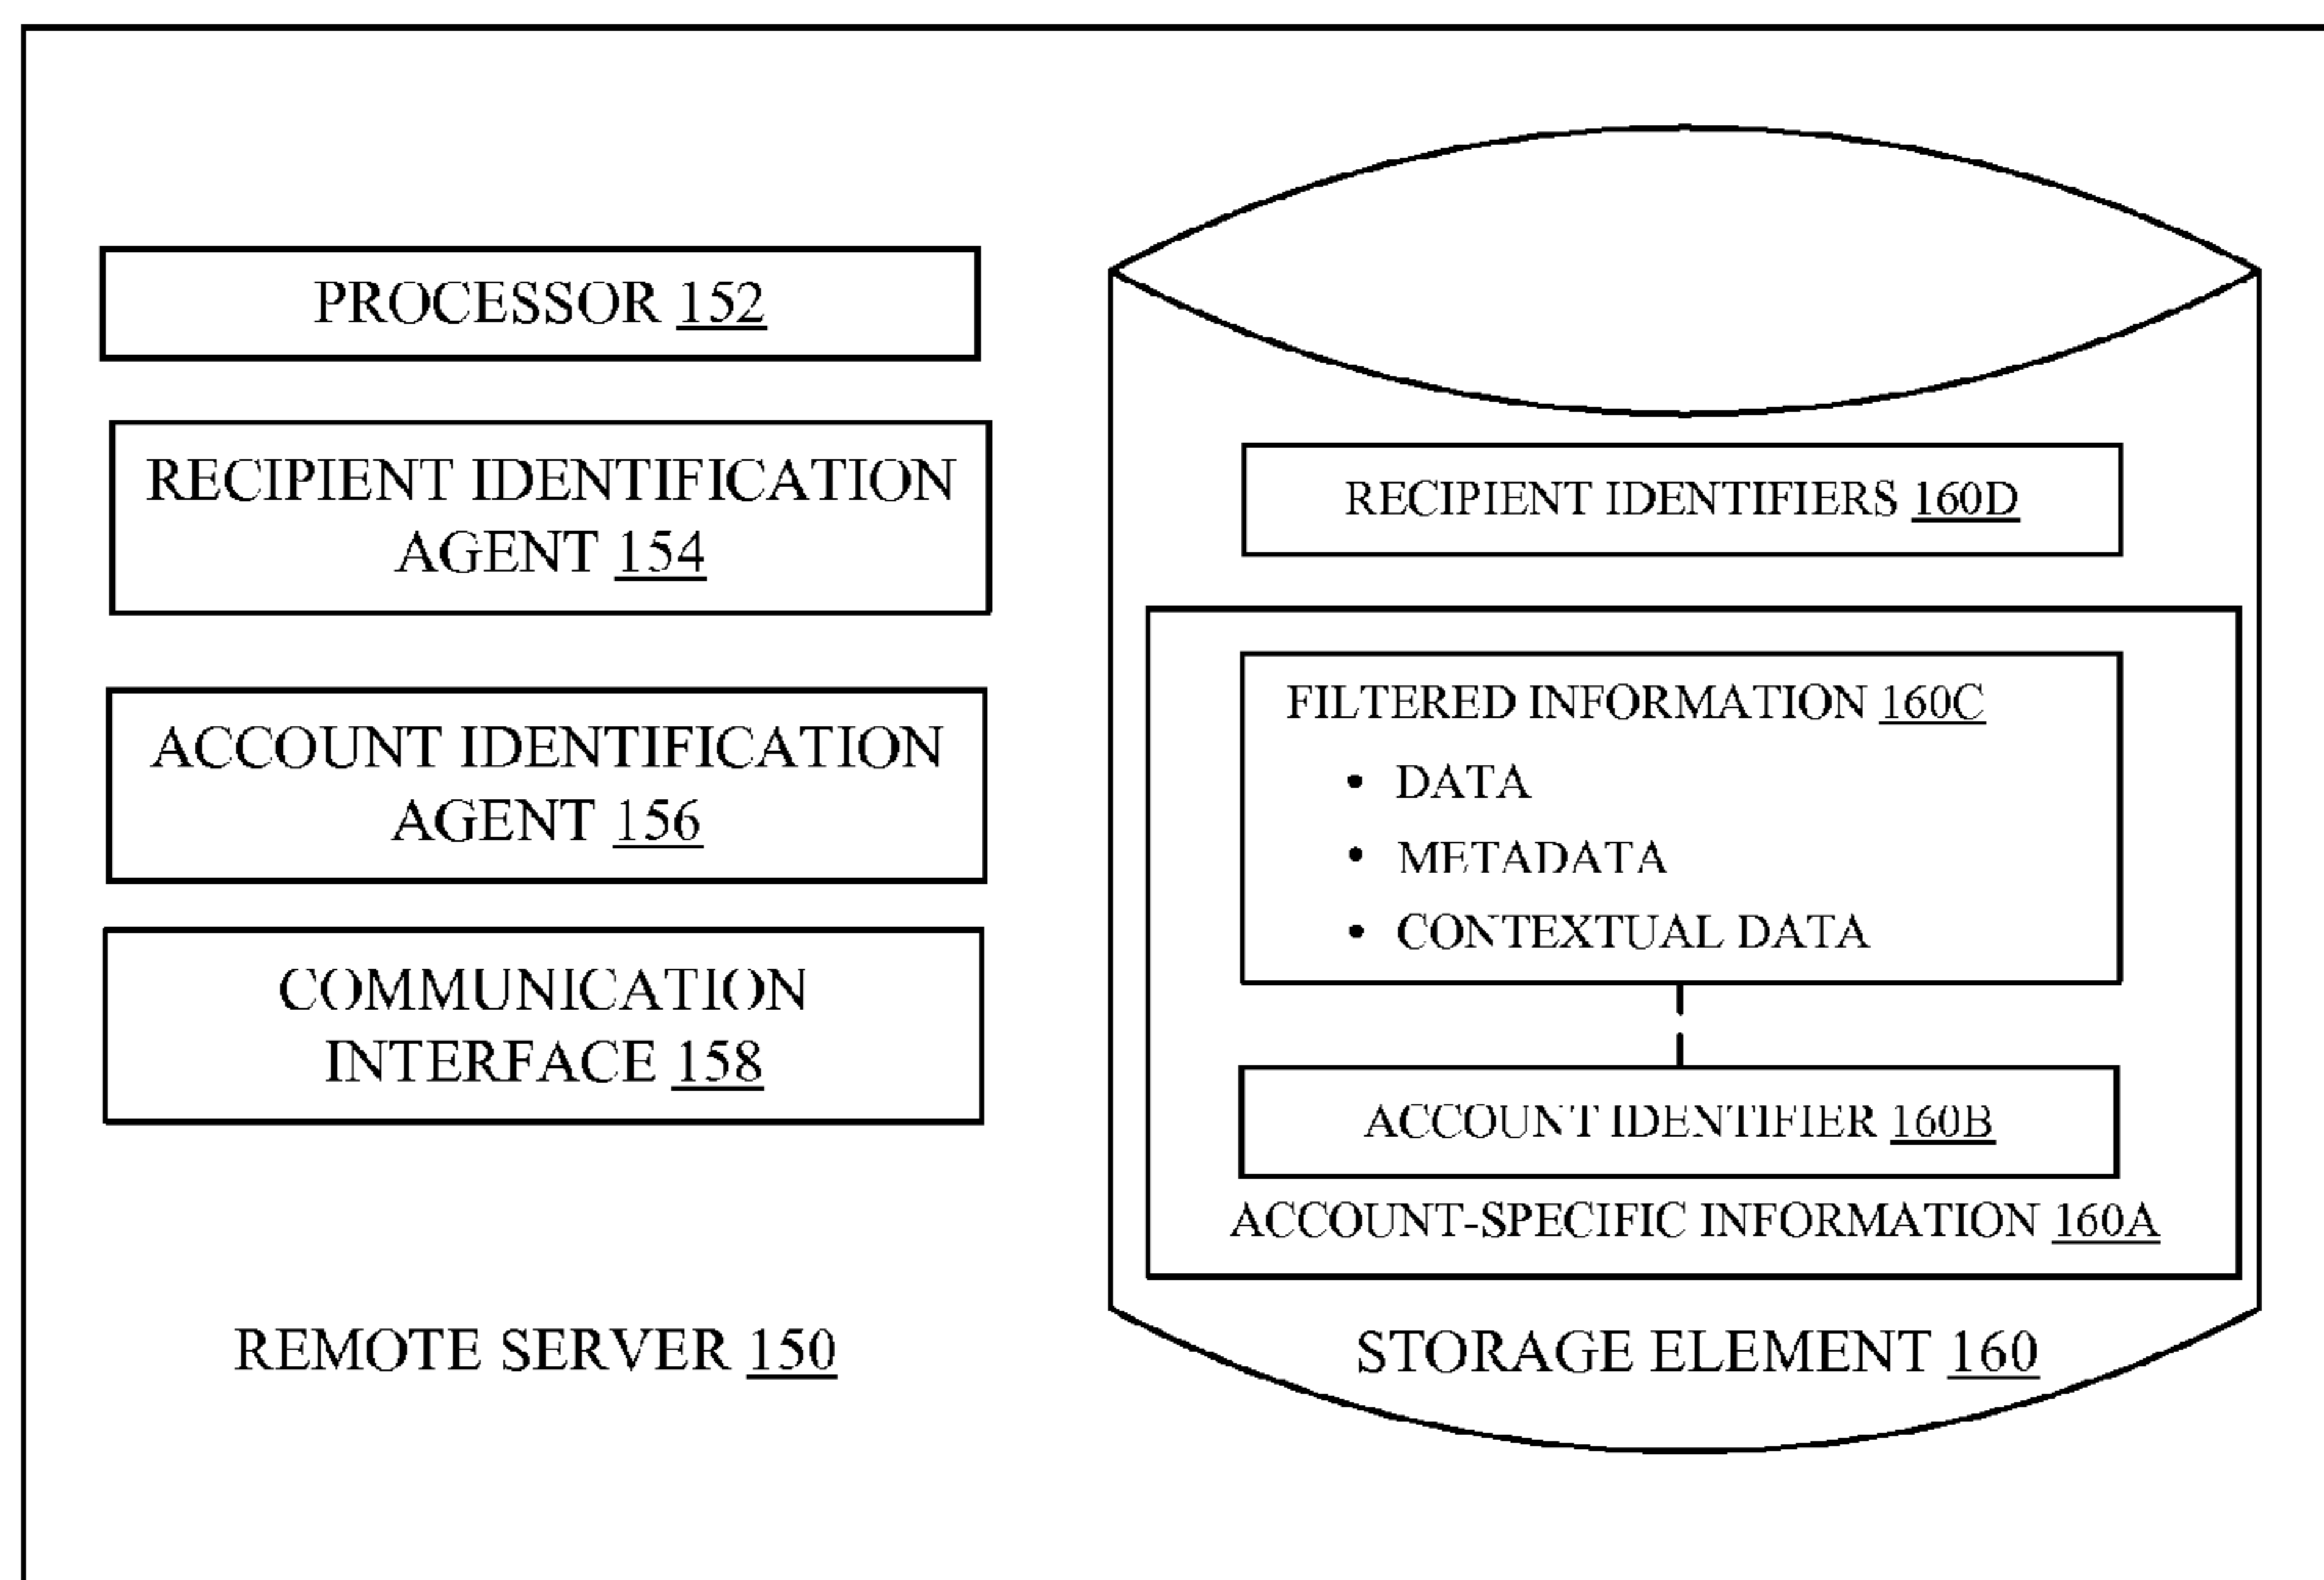 PROCESSOR 152
RECIPIENT IDENTIFICATION
AGENT 154
ACCOUNT IDENTIFICATION
AGENT 156
COMMUNICATION
INTERFACE 158
REMOTE SERVER 150
RECIPIENT IDENTIFIERS 160D
FILTERED INFORMATION 160C
• DATA
• METADATA
• CONTEXTUAL DATA
ACCOUNT IDENTIFIER 160B
ACCOUNT-SPECIFIC INFORMATION 160A
STORAGE ELEMENT 160